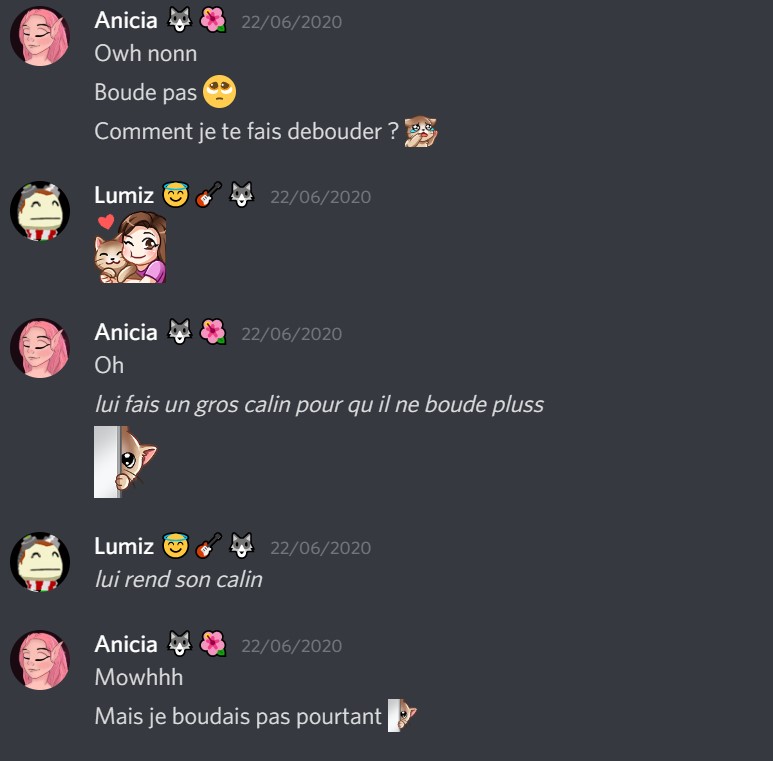 Anicia 🐺 🌺 22/06/2020
Owh nonn
Boude pas 🥺
Comment je te fais debouder ?
Lumiz 😇 🎸 🐺 22/06/2020
Anicia 🐺 🌺 22/06/2020
Oh
lui fais un gros calin pour qu il ne boude pluss
Lumiz 😇 🎸 🐺 22/06/2020
lui rend son calin
Anicia 🐺 🌺 22/06/2020
Mowhhh
Mais je boudais pas pourtant